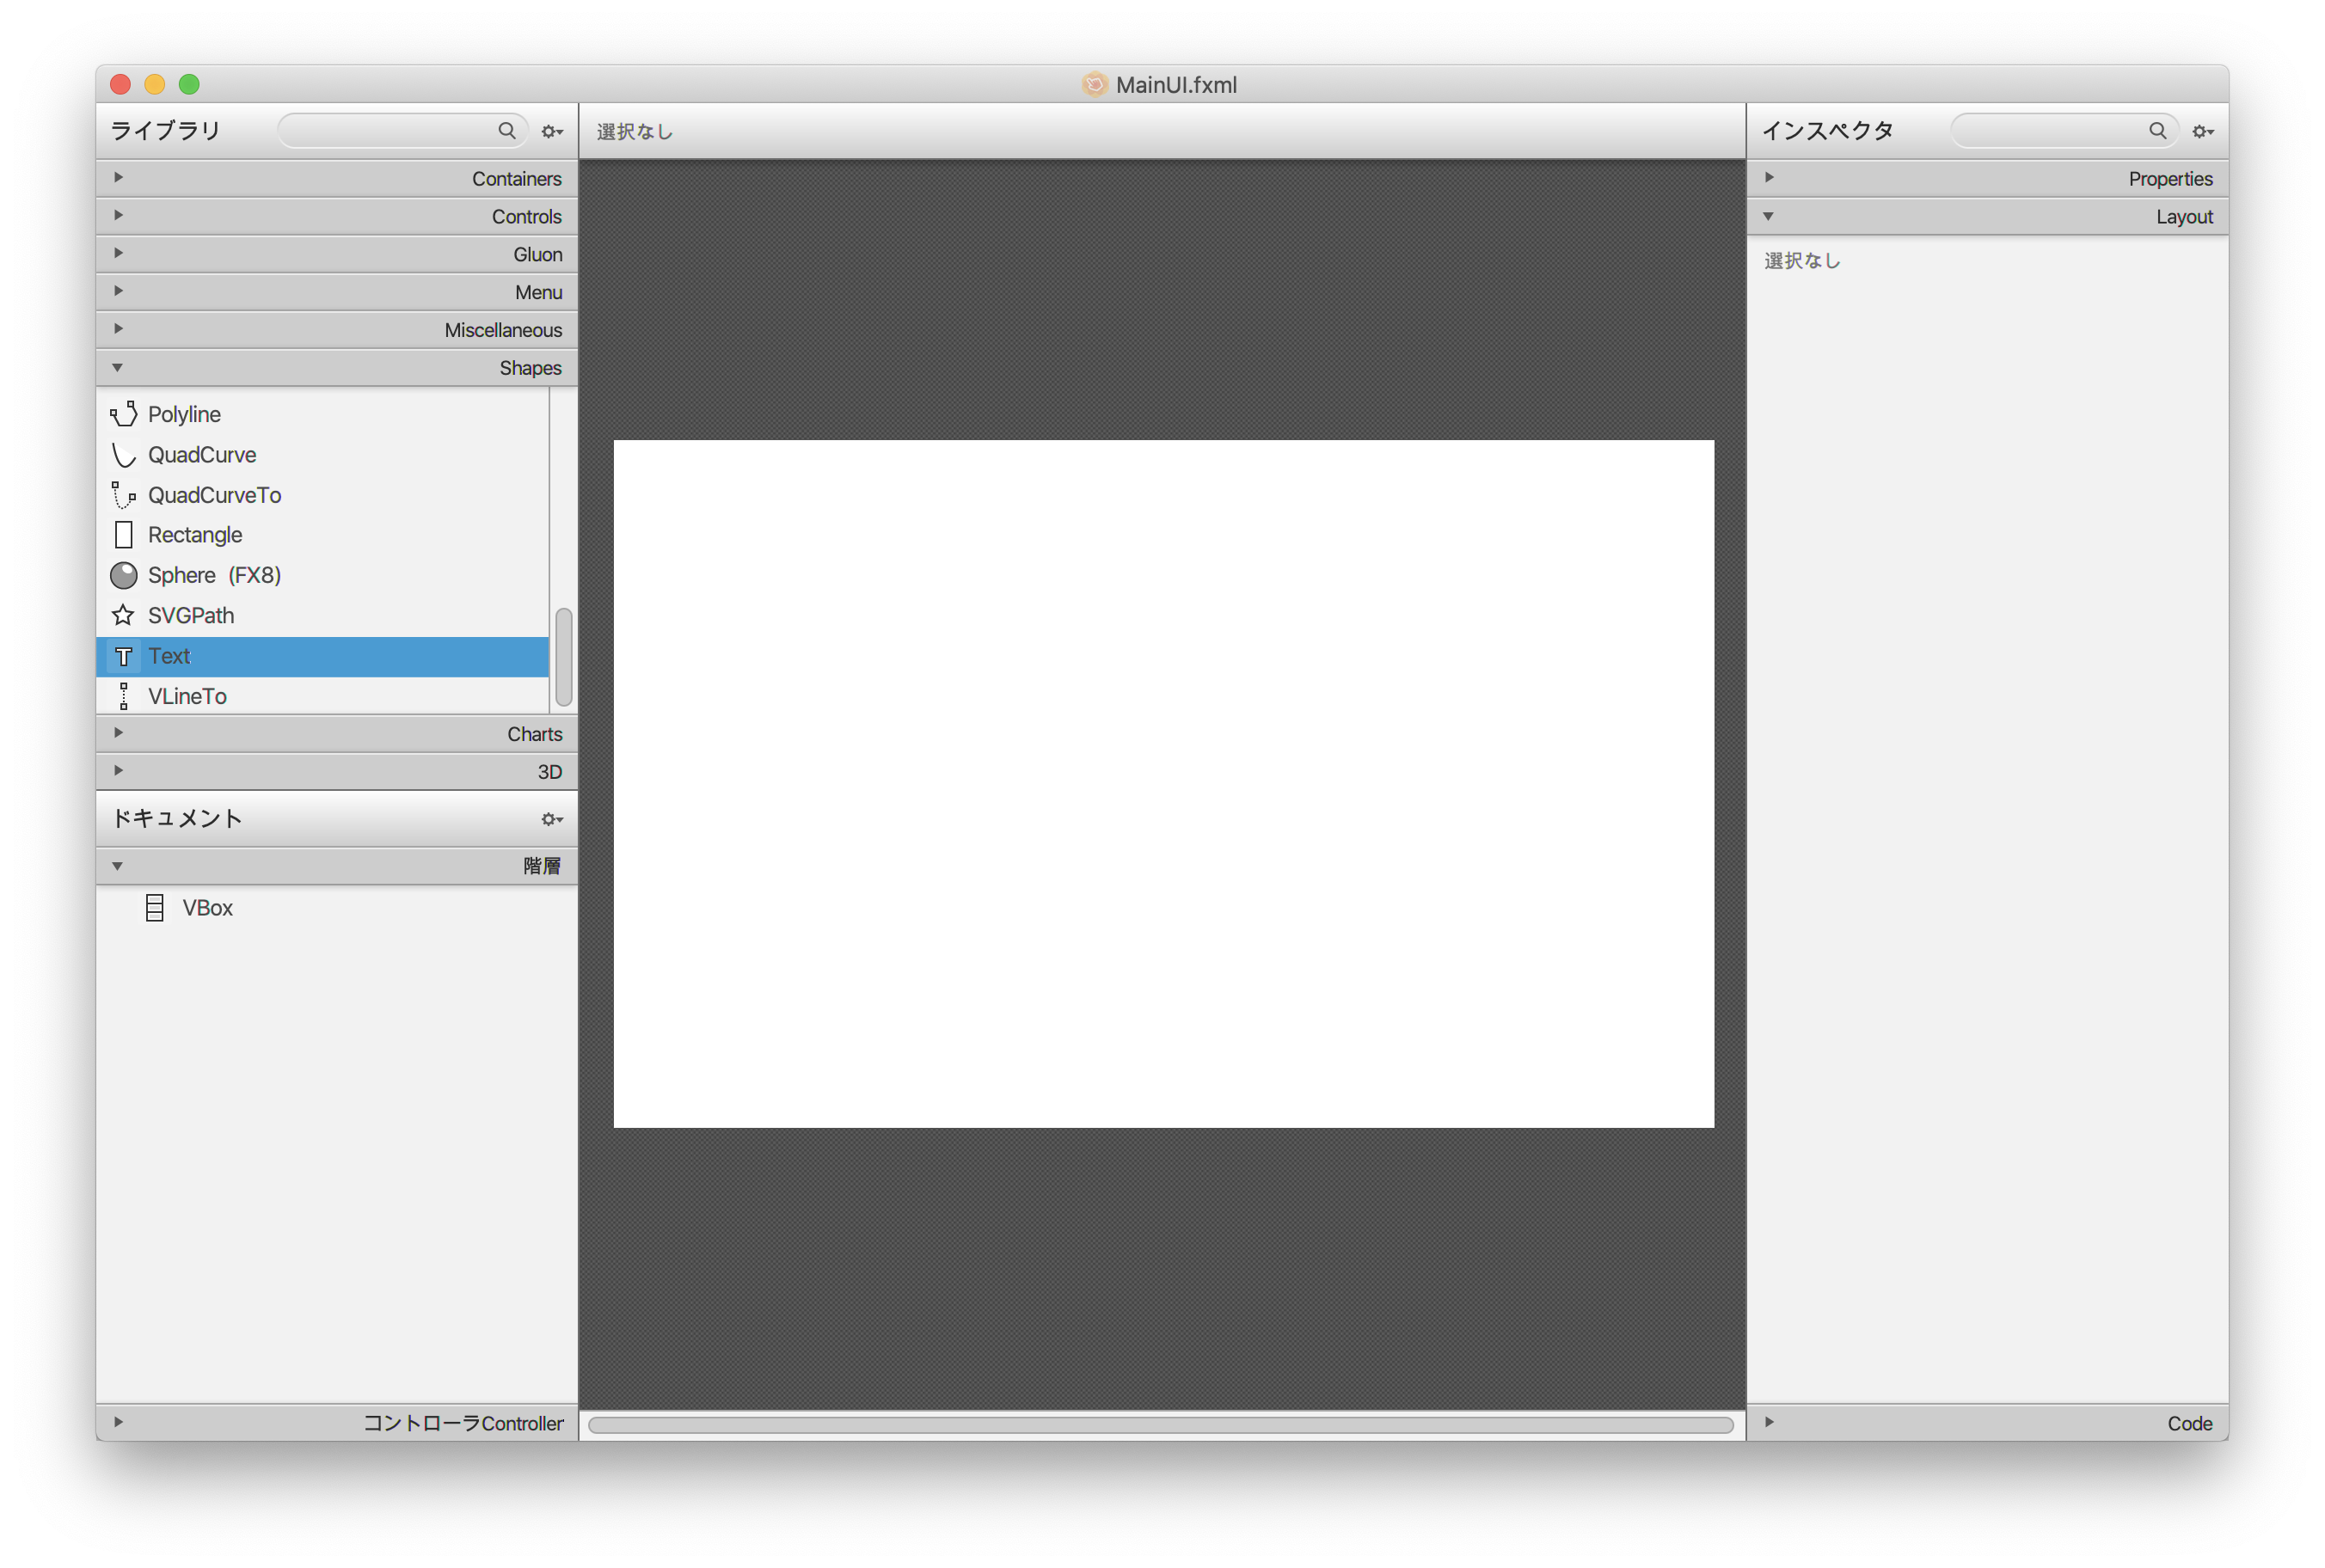 MainUI.fxml
ライブラリ
Containers
Controls
Gluon
Menu
Miscellaneous
Shapes
Polyline
QuadCurve
QuadCurveTo
Rectangle
Sphere (FX8)
SVGPath
Text
VLineTo
Charts
3D
ドキュメント
階層
VBox
コントローラController
選択なし
インスペクタ
Properties
Layout
選択なし
Code